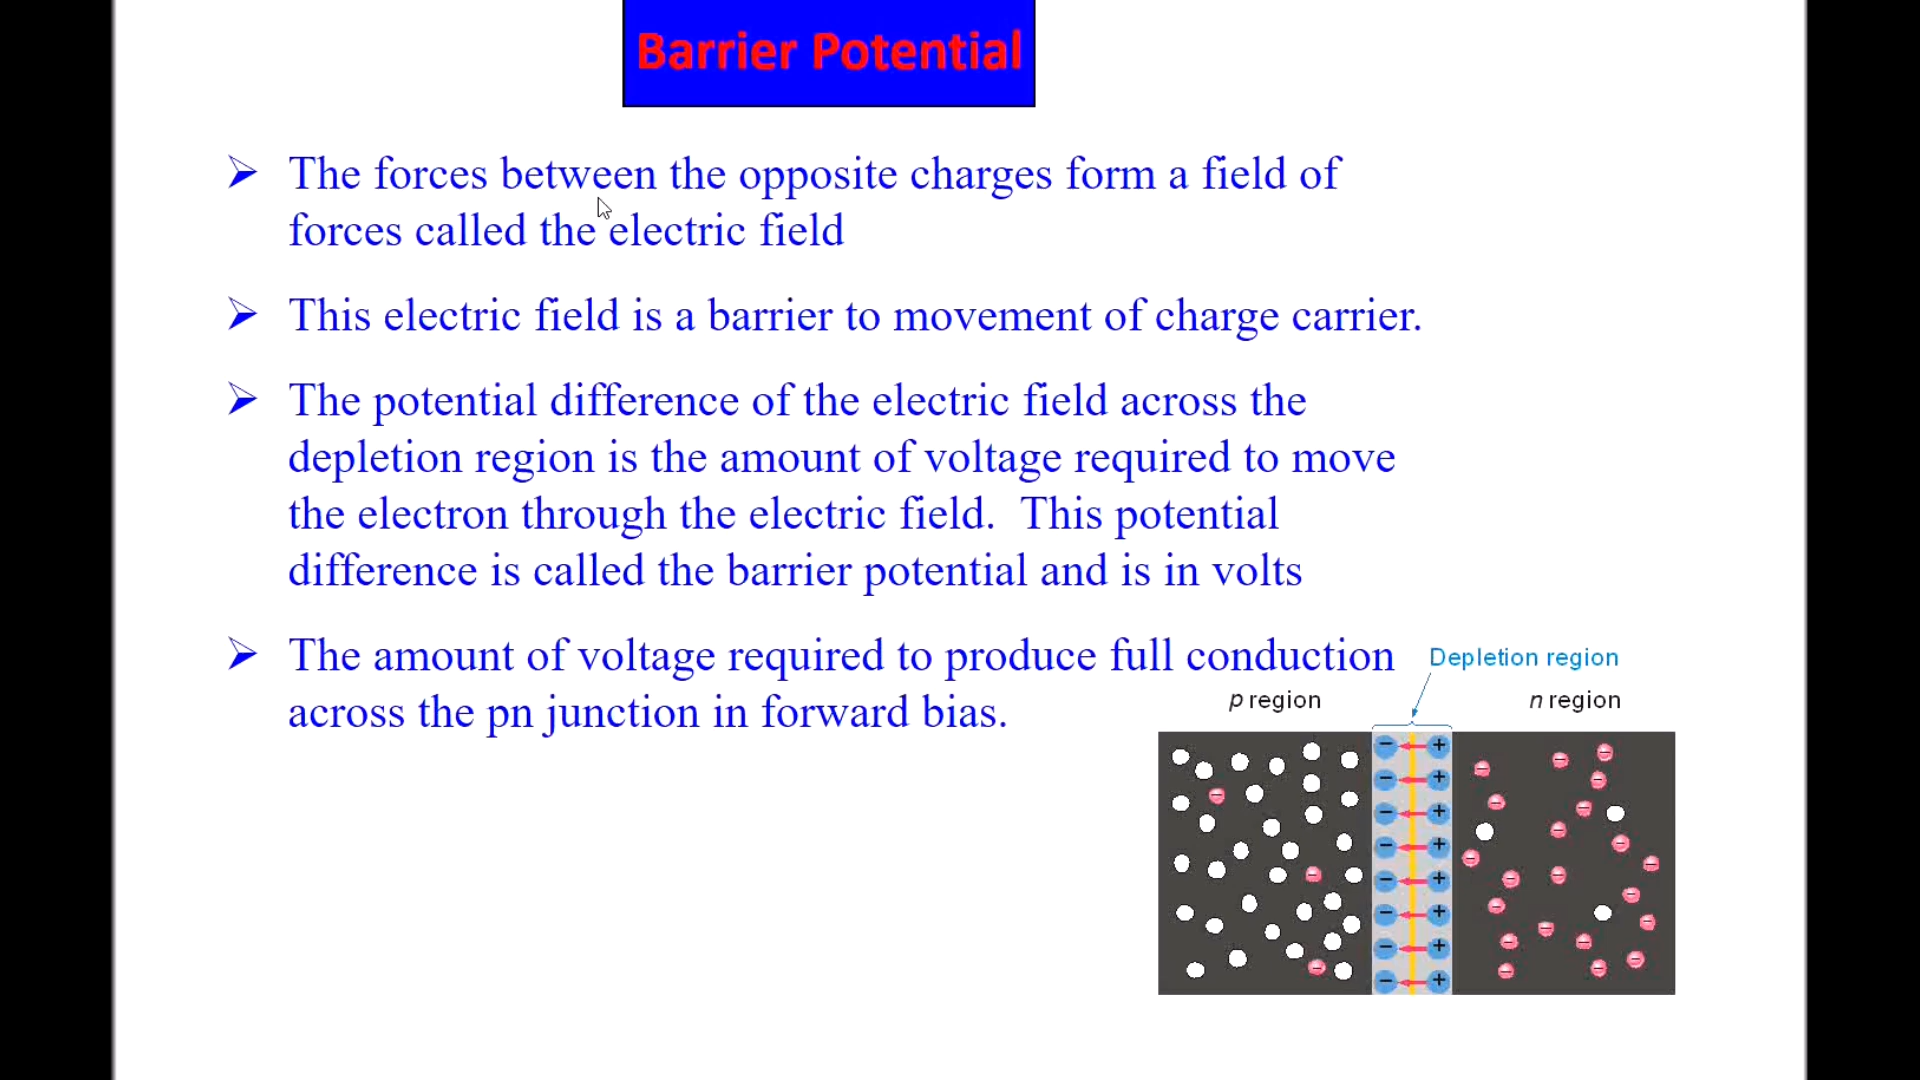 Barrier Potential
➢ The forces between the opposite charges form a field of
forces called the electric field
➢ This electric field is a barrier to movement of charge carrier.
➢ The potential difference of the electric field across the
depletion region is the amount of voltage required to move
the electron through the electric field.  This potential
difference is called the barrier potential and is in volts
➢ The amount of voltage required to produce full conduction
across the pn junction in forward bias.
Depletion region
p region
n region